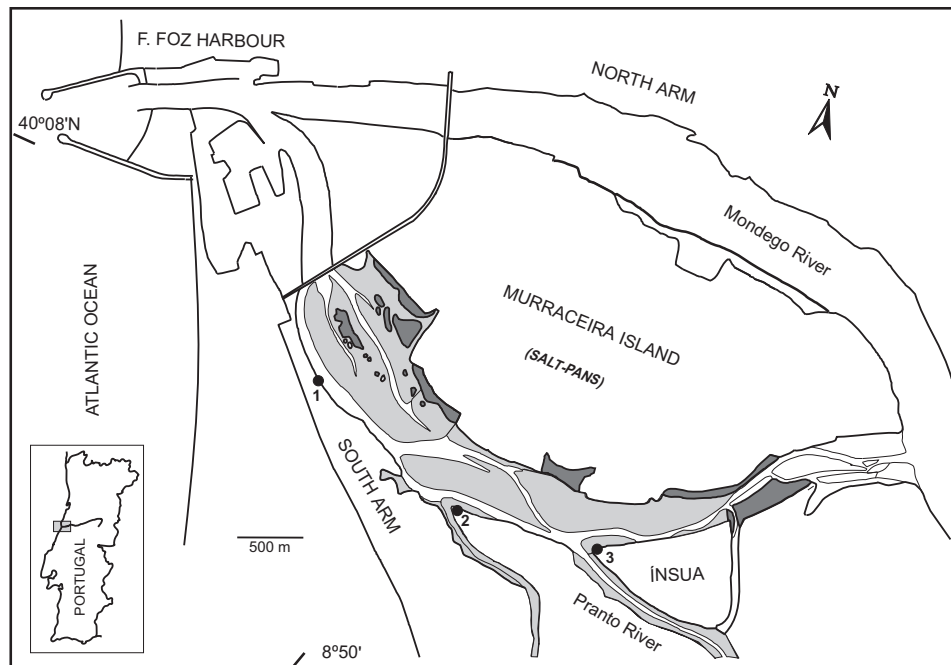 F. FOZ HARBOUR
NORTH ARM
N
40º08'N
Mondego River
ATLANTIC OCEAN
MURRACEIRA ISLAND
(SALT-PANS)
1
SOUTH ARM
2
500 m
3
ÍNSUA
PORTUGAL
Pranto River
8º50'